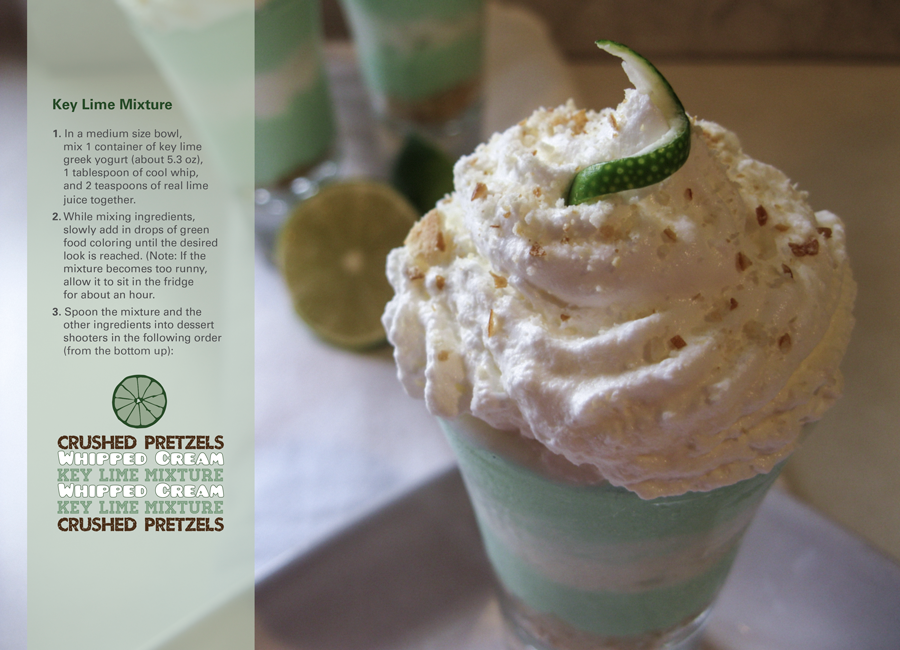 Key Lime Mixture
1. In a medium size bowl,
mix 1 container of key lime
greek yogurt (about 5.3 oz),
1 tablespoon of cool whip,
and 2 teaspoons of real lime
juice together.
2. While mixing ingredients,
slowly add in drops of green
food coloring until the desired
look is reached. (Note: If the
mixture becomes too runny,
allow it to sit in the fridge
for about an hour.
3. Spoon the mixture and the
other ingredients into dessert
shooters in the following order
(from the bottom up):
CRUSHED PRETZELS
WHIPPED CREAM
KEY LIME MIXTURE
WHIPPED CREAM
KEY LIME MIXTURE
CRUSHED PRETZELS